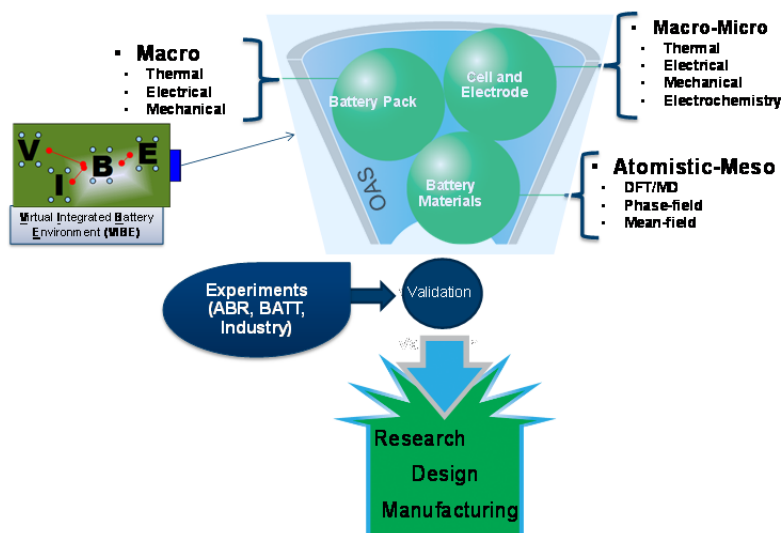 Macro
Thermal
Electrical
Mechanical
Macro-Micro
Thermal
Electrical
Mechanical
Electrochemistry
Battery Pack
Cell and
Electrode
Battery
Materials
OAS
Atomistic-Meso
DFT/MD
Phase-field
Mean-field
V
I
B
E
Virtual Integrated Battery
Environment (VIBE)
Experiments
(ABR, BATT,
Industry)
Validation
Research
Design
Manufacturing